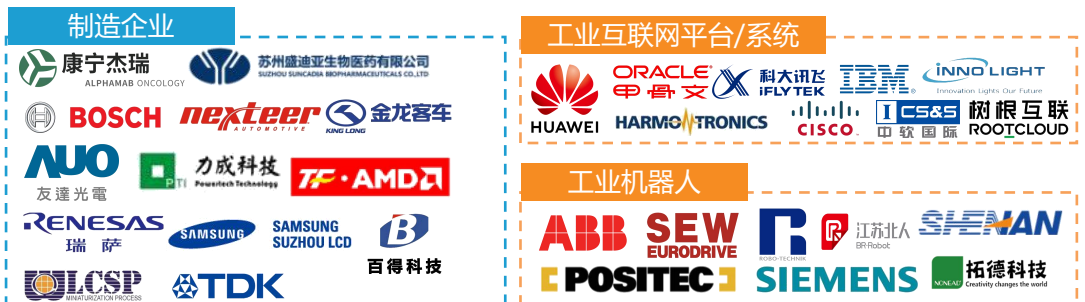 制造企业
康宁杰瑞
ALPHAMAB ONCOLOGY
苏州盛迪亚生物医药有限公司
SUZHOU SUNCADIA BIOPHARMACEUTICALS CO.,LTD
BOSCH
nexteer
AUTOMOTIVE
KING LONG
金龙客车
AUO
友達光電
PTI
力成科技
Powertech Technology
TF·AMD
RENESAS
瑞萨
SAMSUNG
SAMSUNG
SUZHOU LCD
B
百得科技
LCSP
MINIATURIZATION PROCESS
TDK
工业互联网平台/系统
HUAWEI
ORACLE
甲骨文
科大讯飞
iFLYTEK
IBM
INNOLIGHT
Innovation Lights Our Future
HARMONTRONICS
CISCO
I CS&S
中软国际
树根互联
ROOTCLOUD
工业机器人
ABB
SEW
EURODRIVE
R
ROBO-TECHNIK
江苏北人
BR-Robot
SHENAN
POSITEC
SIEMENS
NONEAD
拓德科技
Creativity changes the world